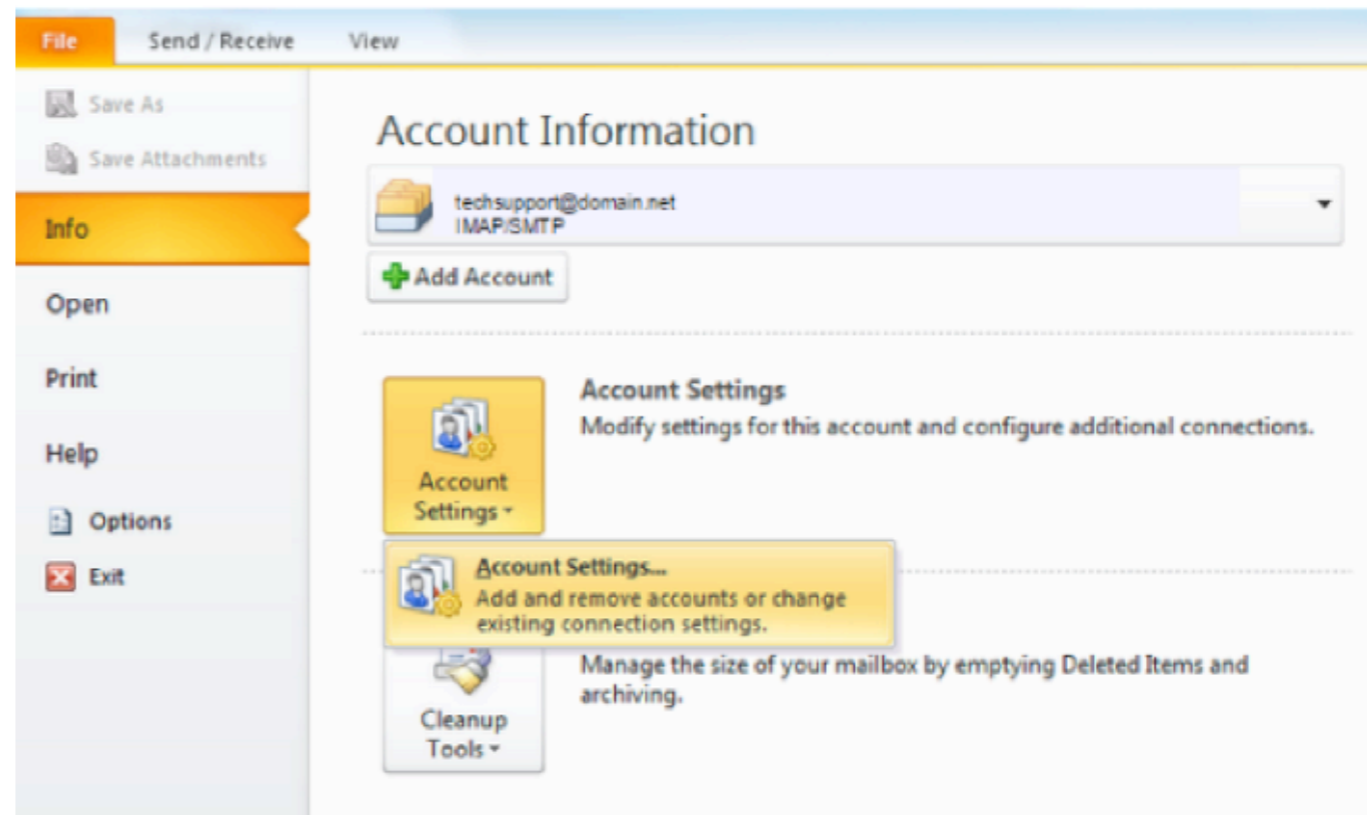 File Send / Receive View
Save As
Save Attachments
Info
Open
Print
Help
Options
Exit
Account Information
techsupport@domain.net
IMAP/SMTP
Add Account
Account
Settings
Account Settings
Modify settings for this account and configure additional connections.
Account Settings...
Add and remove accounts or change
existing connection settings.
Cleanup
Tools
Manage the size of your mailbox by emptying Deleted Items and
archiving.